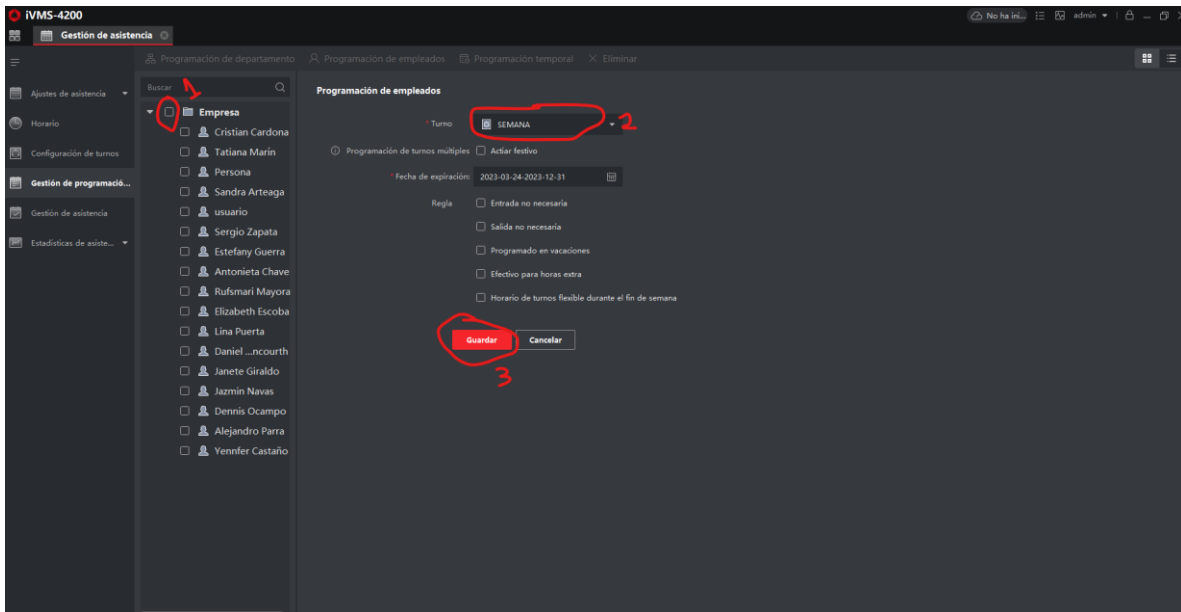 iVMS-4200
No ha ini... admin
Gestión de asistencia
Programación de departamento Programación de empleados Programación temporal Eliminar
Buscar 1
Ajustes de asistencia
Horario
Configuración de turnos
Gestión de programació...
Gestión de asistencia
Estadísticas de asiste...
Empresa
Cristian Cardona
Tatiana Marin
Persona
Sandra Arteaga
usuario
Sergio Zapata
Estefany Guerra
Antonieta Chave
Rufsmari Mayora
Elizabeth Escoba
Lina Puerta
Daniel ...ncourth
Janete Giraldo
Jazmin Navas
Dennis Ocampo
Alejandro Parra
Yennfer Castaño
Programación de empleados
* Turno SEMANA 2
Programación de turnos múltiples Actiar festivo
* Fecha de expiración: 2023-03-24-2023-12-31
Regla Entrada no necesaria
Salida no necesaria
Programado en vacaciones
Efectivo para horas extra
Horario de turnos flexible durante el fin de semana
Guardar Cancelar
3